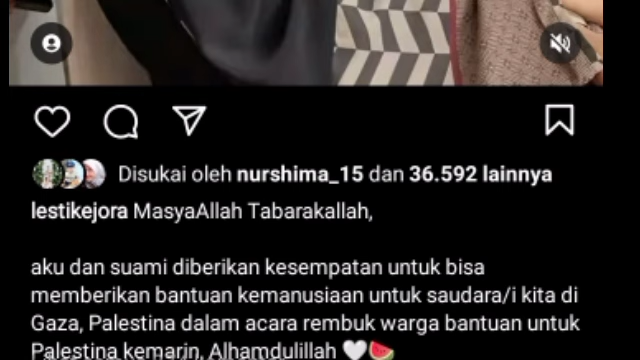 Disukai oleh nurshima_15 dan 36.592 lainnya
lestikejora MasyaAllah Tabarakallah,
aku dan suami diberikan kesempatan untuk bisa
memberikan bantuan kemanusiaan untuk saudara/i kita di
Gaza, Palestina dalam acara rembuk warga bantuan untuk
Palestina kemarin, Alhamdulillah 🤍🍉